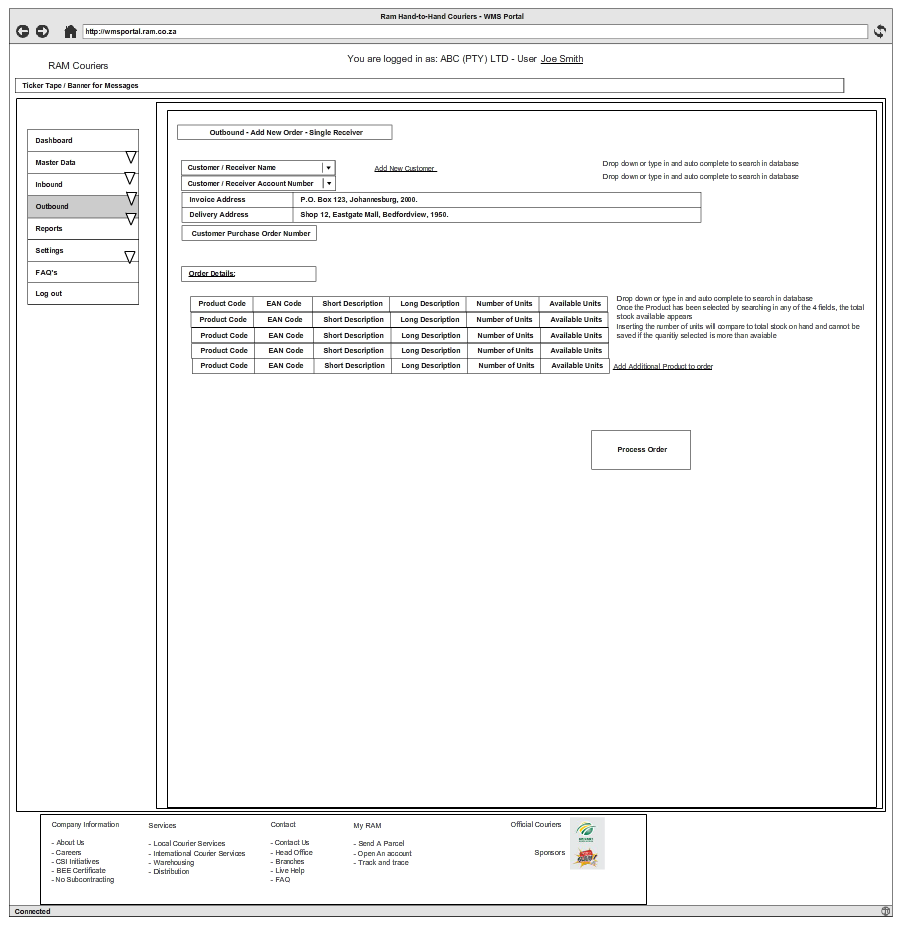 Ram Hand-to-Hand Couriers - WMS Portal
http://wmsportal.ram.co.za
RAM Couriers
You are logged in as: ABC (PTY) LTD - User Joe Smith
Ticker Tape / Banner for Messages
Dashboard
Master Data
Inbound
Outbound
Reports
Settings
FAQ's
Log out
Outbound - Add New Order - Single Receiver
Customer / Receiver Name Add New Customer Drop down or type in and auto complete to search in database
Customer / Receiver Account Number Drop down or type in and auto complete to search in database
Invoice Address P.O. Box 123, Johannesburg, 2000.
Delivery Address Shop 12, Eastgate Mall, Bedfordview, 1950.
Customer Purchase Order Number
Order Details:
Product Code EAN Code Short Description Long Description Number of Units Available Units
Product Code EAN Code Short Description Long Description Number of Units Available Units
Product Code EAN Code Short Description Long Description Number of Units Available Units
Product Code EAN Code Short Description Long Description Number of Units Available Units
Product Code EAN Code Short Description Long Description Number of Units Available Units
Drop down or type in and auto complete to search in database
Once the Product has been selected by searching in any of the 4 fields, the total
stock available appears
Inserting the number of units will compare to total stock on hand and cannot be
saved if the quantiy selected is more than avaiable
Add Additional Product to order
Process Order
Company Information
- About Us
- Careers
- CSI Initiatives
- BEE Certificate
- No Subcontracting
Services
- Local Courier Services
- International Courier Services
- Warehousing
- Distribution
Contact
- Contact Us
- Head Office
- Branches
- Live Help
- FAQ
My RAM
- Send A Parcel
- Open An account
- Track and trace
Official Couriers
Sponsors
Connected